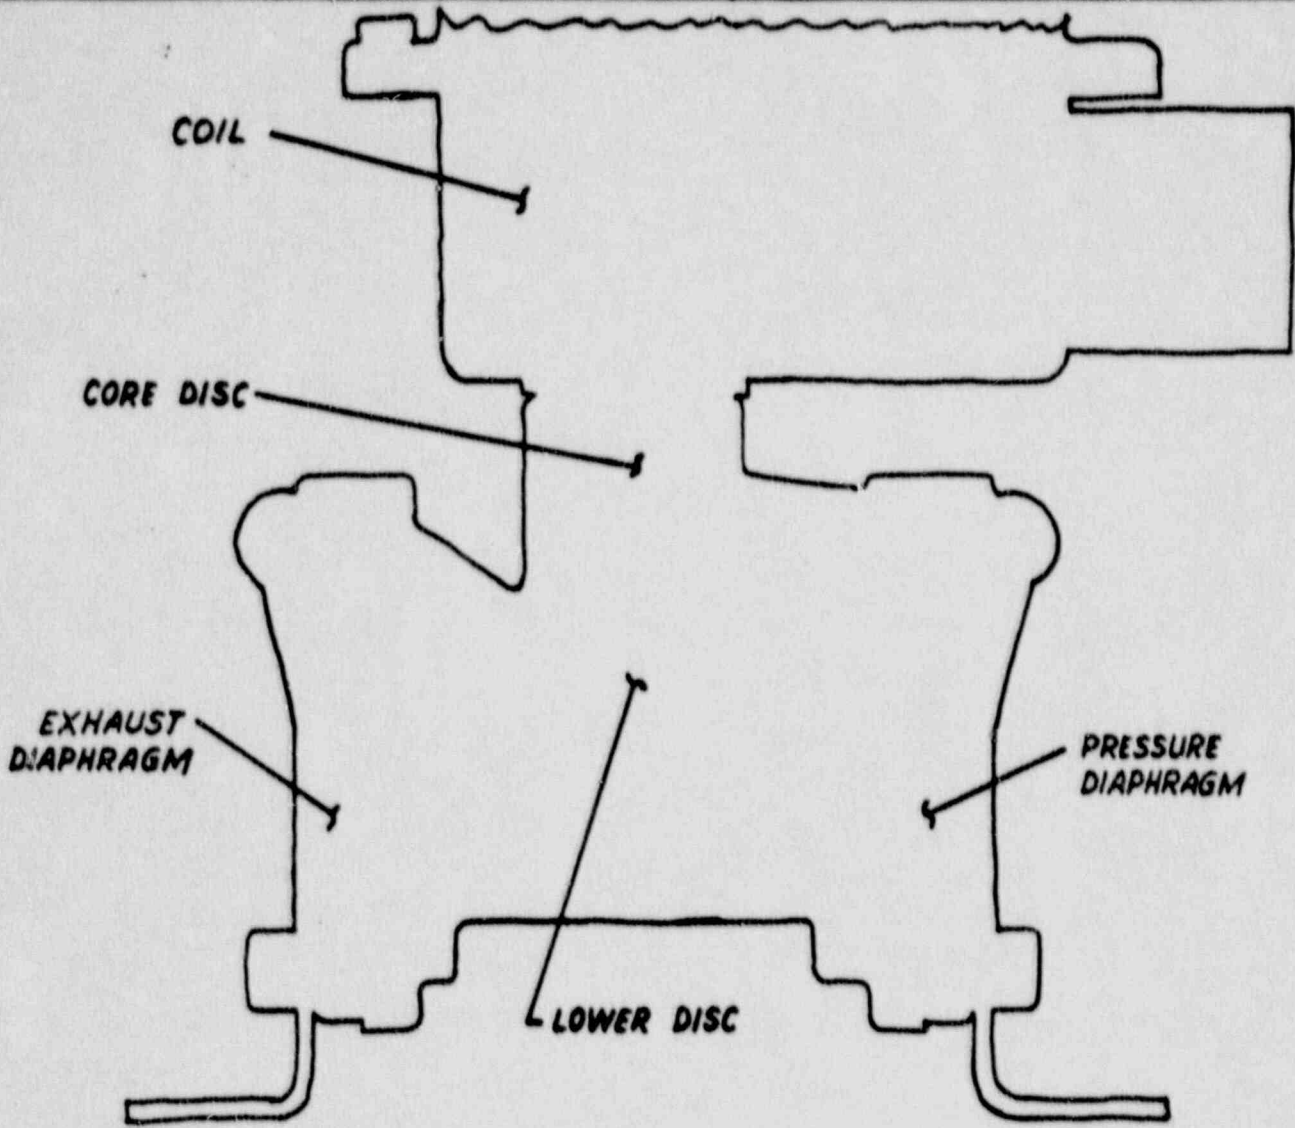 COIL
CORE DISC
EXHAUST
DIAPHRAGM
PRESSURE
DIAPHRAGM
LOWER DISC